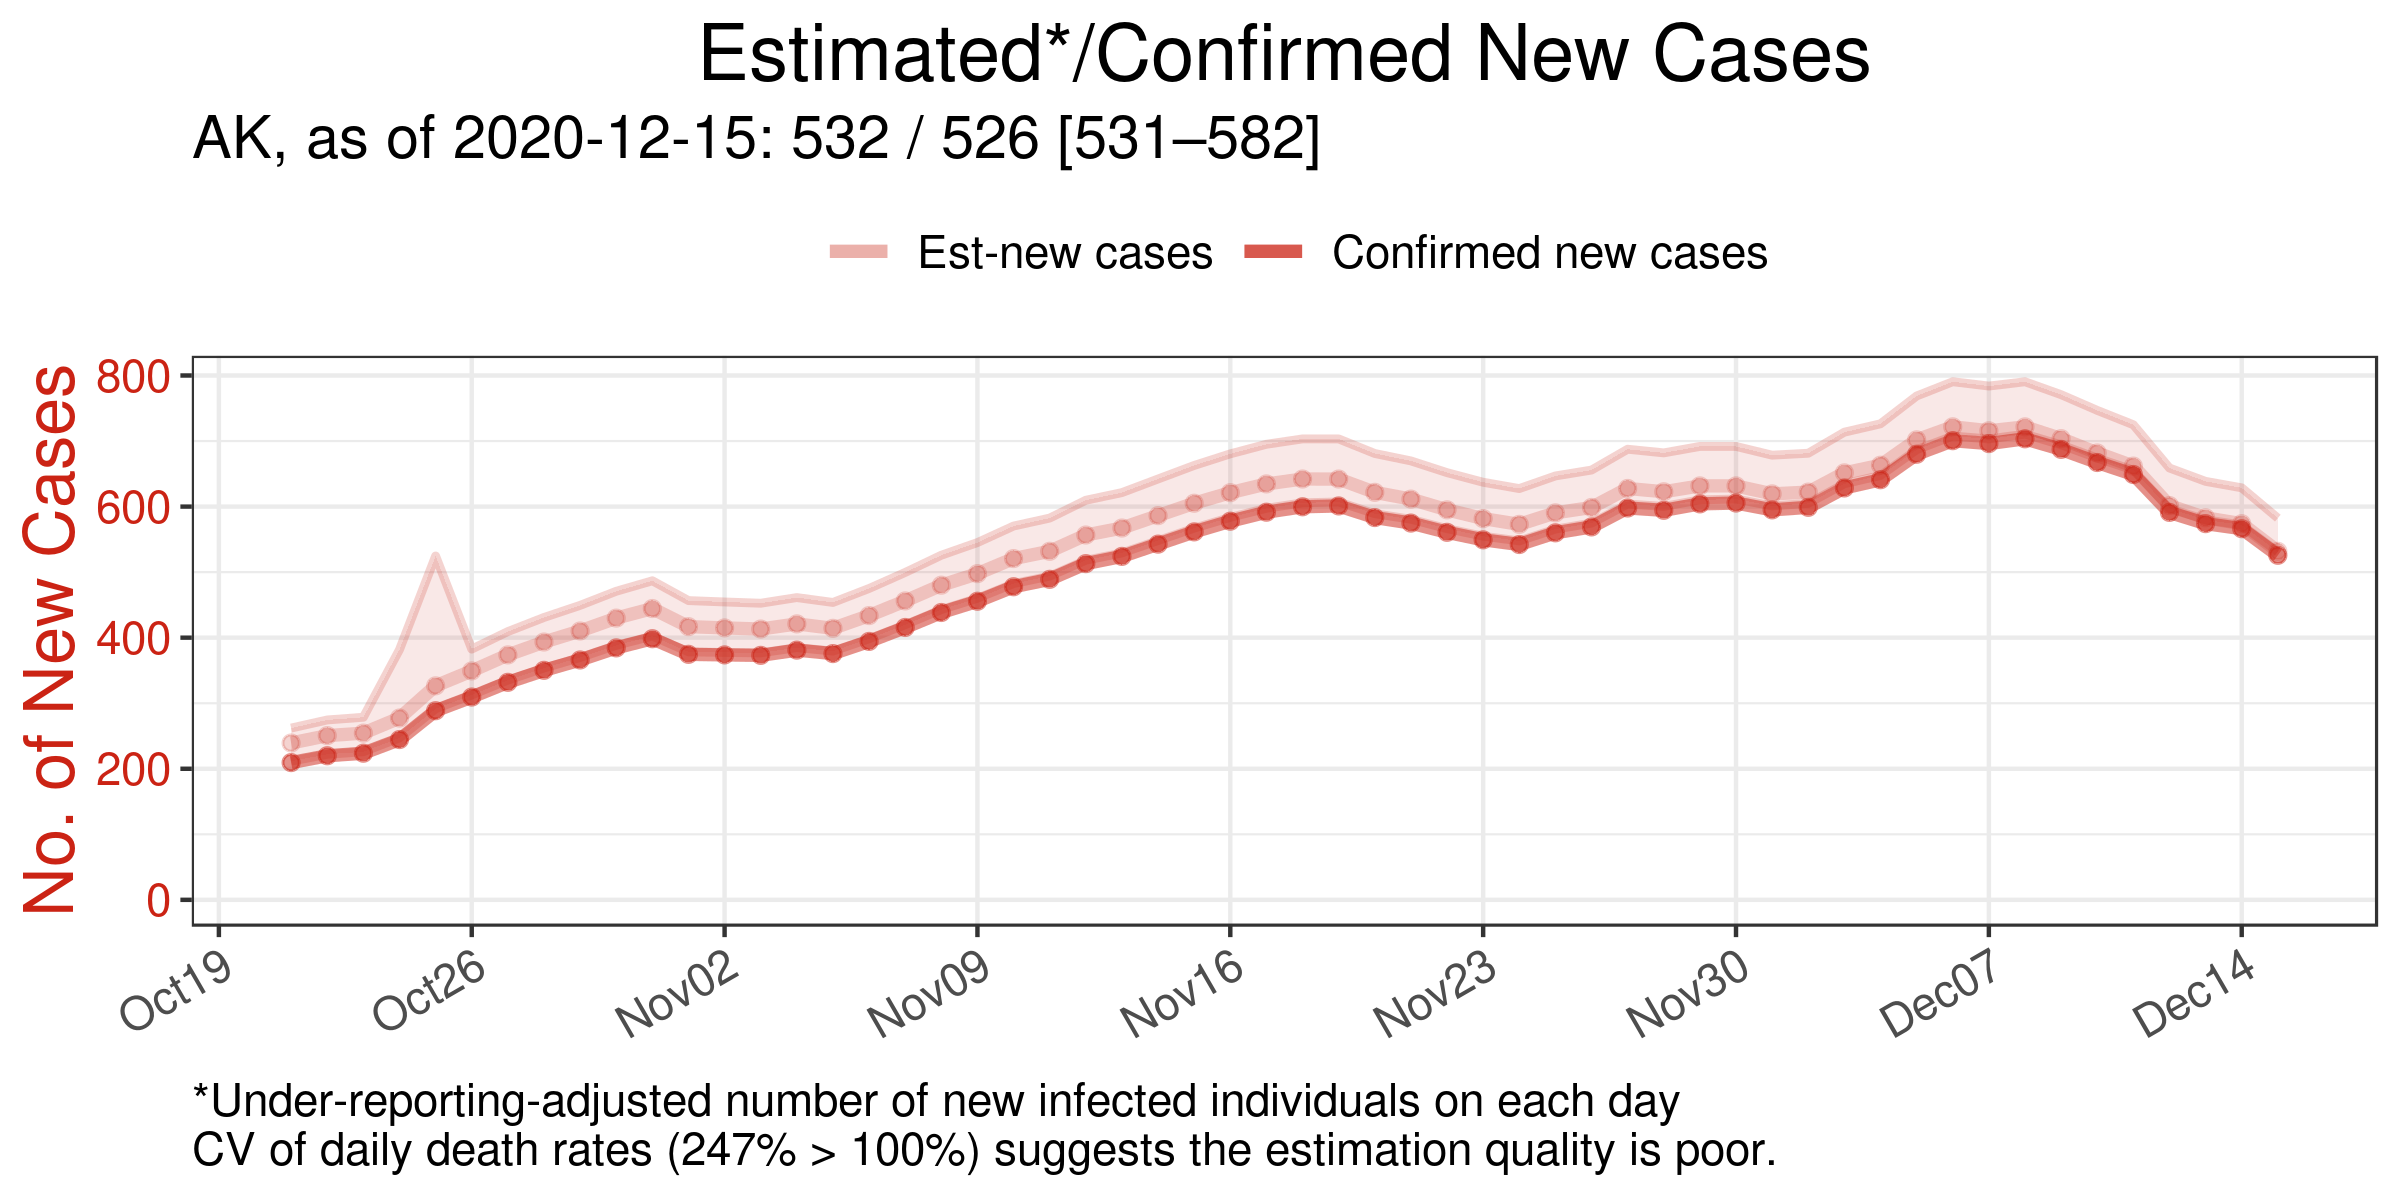 Estimated*/Confirmed New Cases
AK, as of 2020-12-15: 532 / 526 [531–582]
Est-new cases Confirmed new cases
No. of New Cases
800
600
400
200
0
Oct19 Oct26 Nov02 Nov09 Nov16 Nov23 Nov30 Dec07 Dec14
*Under-reporting-adjusted number of new infected individuals on each day
CV of daily death rates (247% > 100%) suggests the estimation quality is poor.